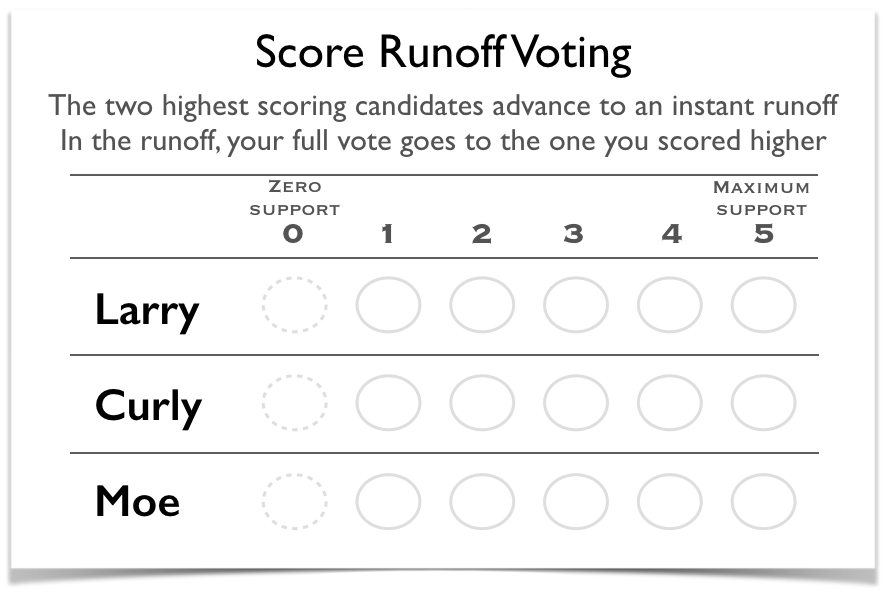 Score Runoff Voting
The two highest scoring candidates advance to an instant runoff
In the runoff, your full vote goes to the one you scored higher
ZERO MAXIMUM
SUPPORT SUPPORT
0 1 2 3 4 5
Larry
Curly
Moe